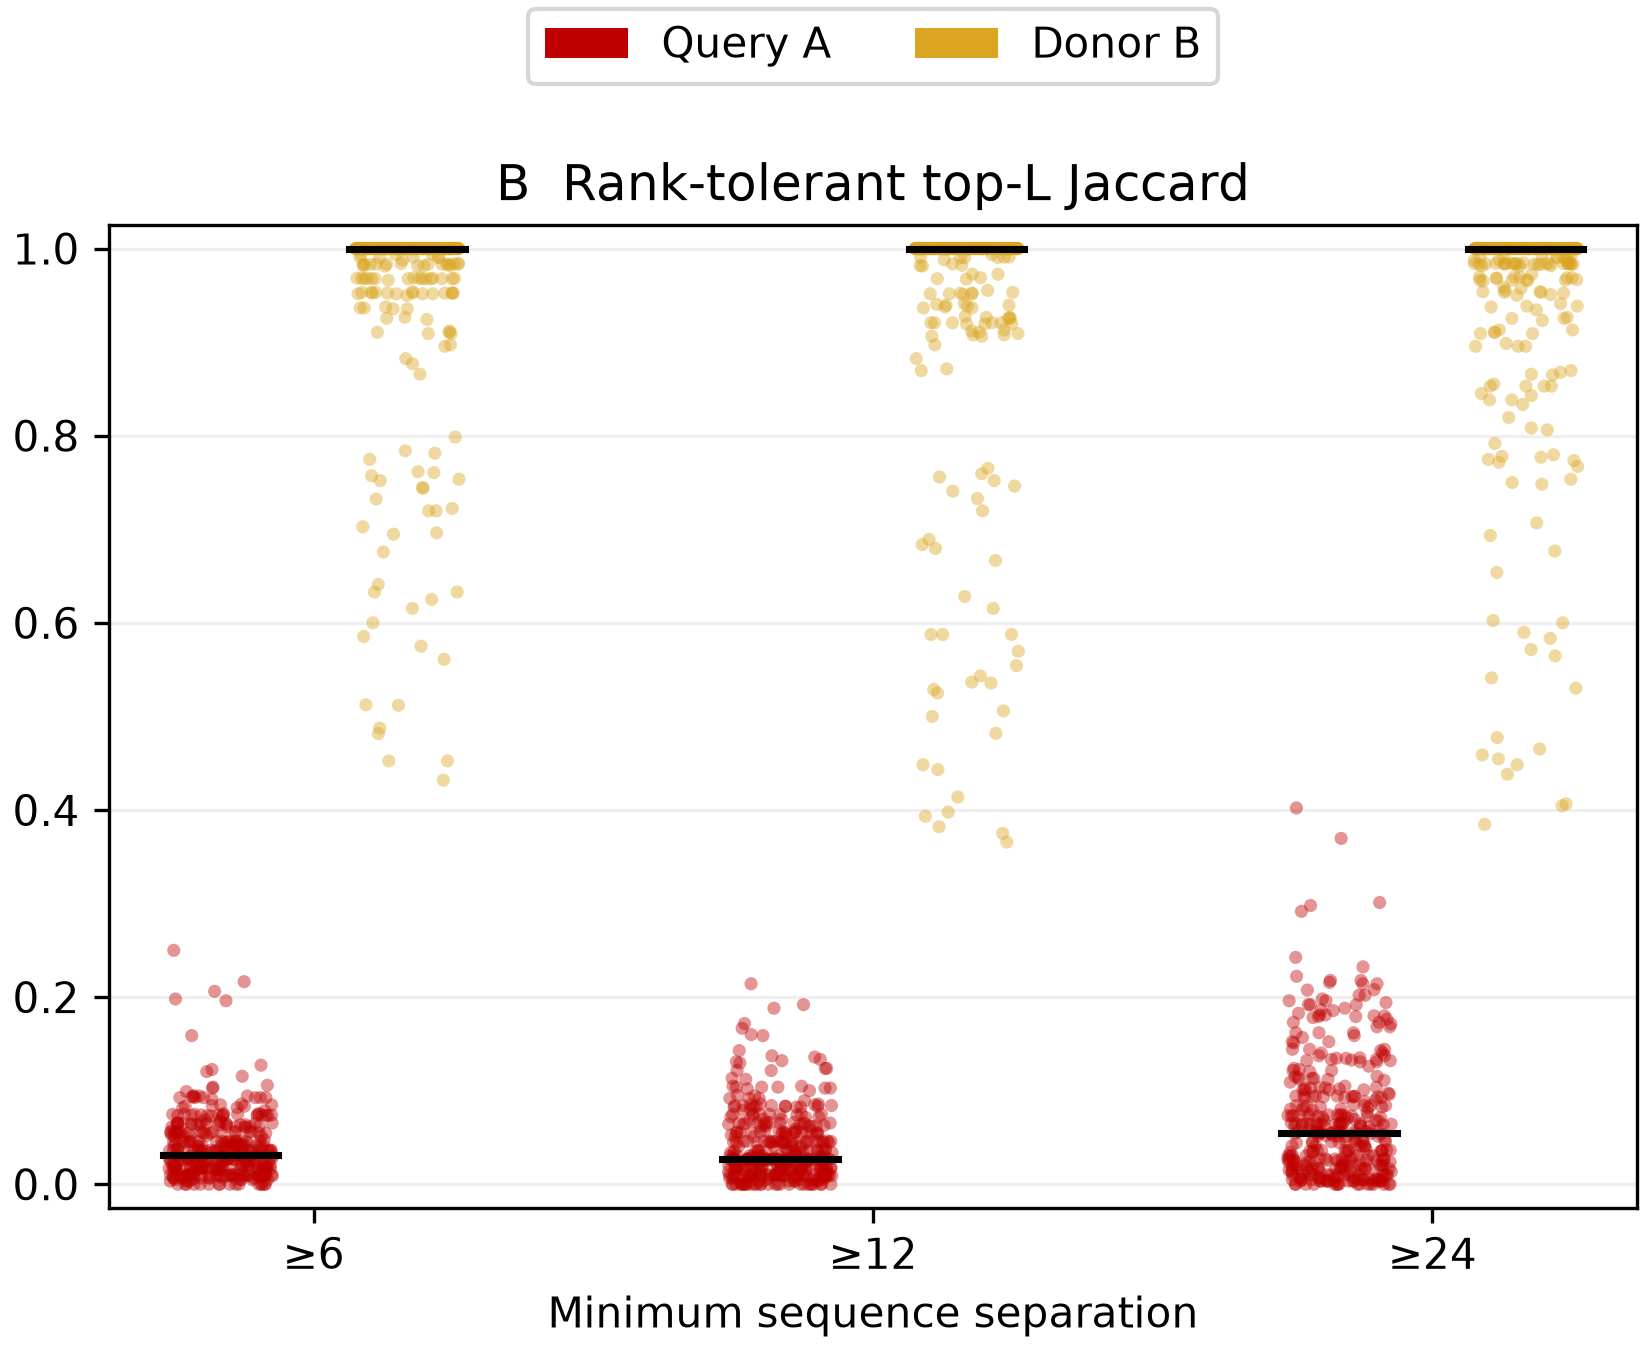 Query A Donor B
B Rank-tolerant top-L Jaccard
1.0
0.8
0.6
0.4
0.2
0.0
≥6 ≥12 ≥24
Minimum sequence separation